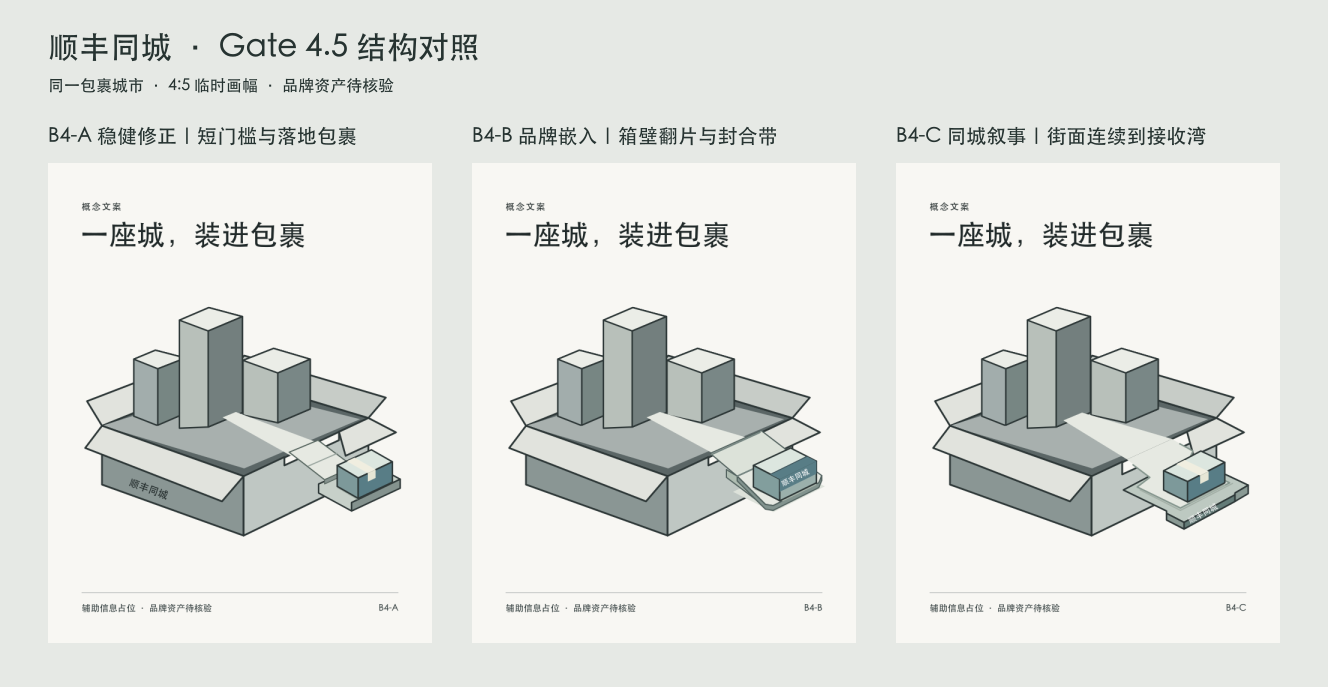 顺丰同城 · Gate 4.5 结构对照
同一包裹城市 · 4:5 临时画幅 · 品牌资产待核验
B4-A 稳健修正丨短门槛与落地包裹
概念文案
一座城，装进包裹
顺丰同城
辅助信息占位 · 品牌资产待核验
B4-A
B4-B 品牌嵌入丨箱壁翻片与封合带
概念文案
一座城，装进包裹
顺丰同城
辅助信息占位 · 品牌资产待核验
B4-B
B4-C 同城叙事丨街面连续到接收湾
概念文案
一座城，装进包裹
顺丰同城
辅助信息占位 · 品牌资产待核验
B4-C